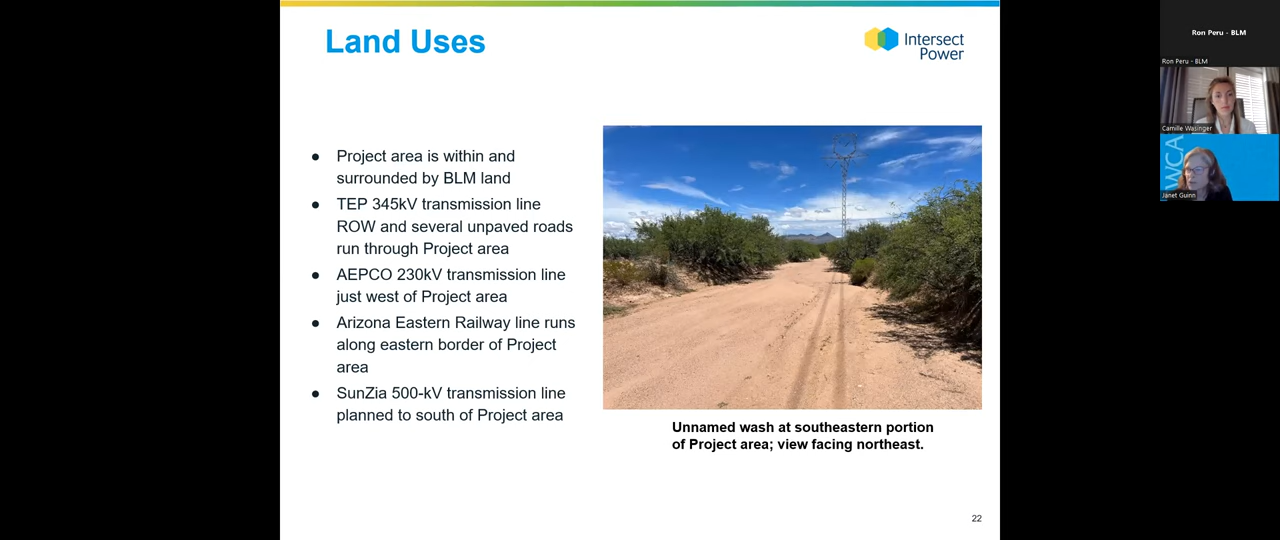 Land Uses
Intersect
Power
● Project area is within and
surrounded by BLM land
● TEP 345kV transmission line
ROW and several unpaved roads
run through Project area
● AEPCO 230kV transmission line
just west of Project area
● Arizona Eastern Railway line runs
along eastern border of Project
area
● SunZia 500-kV transmission line
planned to south of Project area
Unnamed wash at southeastern portion
of Project area; view facing northeast.
22
Ron Peru - BLM
Ron Peru - BLM
Camille Wasinger
WCA
Janet Guinn